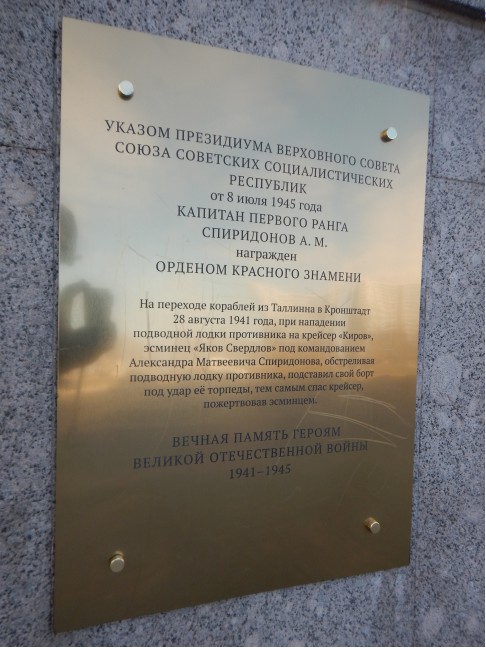 УКАЗОМ ПРЕЗИДИУМА ВЕРХОВНОГО СОВЕТА
СОЮЗА СОВЕТСКИХ СОЦИАЛИСТИЧЕСКИХ
РЕСПУБЛИК
от 8 июля 1945 года
КАПИТАН ПЕРВОГО РАНГА
СПИРИДОНОВ А. М.
награжден
ОРДЕНОМ КРАСНОГО ЗНАМЕНИ
На переходе кораблей из Таллинна в Кронштадт
28 августа 1941 года, при нападении
подводной лодки противника на крейсер «Киров»,
эсминец «Яков Свердлов» под командованием
Александра Матвеевича Спиридонова, обстреливая
подводную лодку противника, подставил свой борт
под удар её торпеды, тем самым спас крейсер,
пожертвовав эсминцем.
ВЕЧНАЯ ПАМЯТЬ ГЕРОЯМ
ВЕЛИКОЙ ОТЕЧЕСТВЕННОЙ ВОЙНЫ
1941–1945